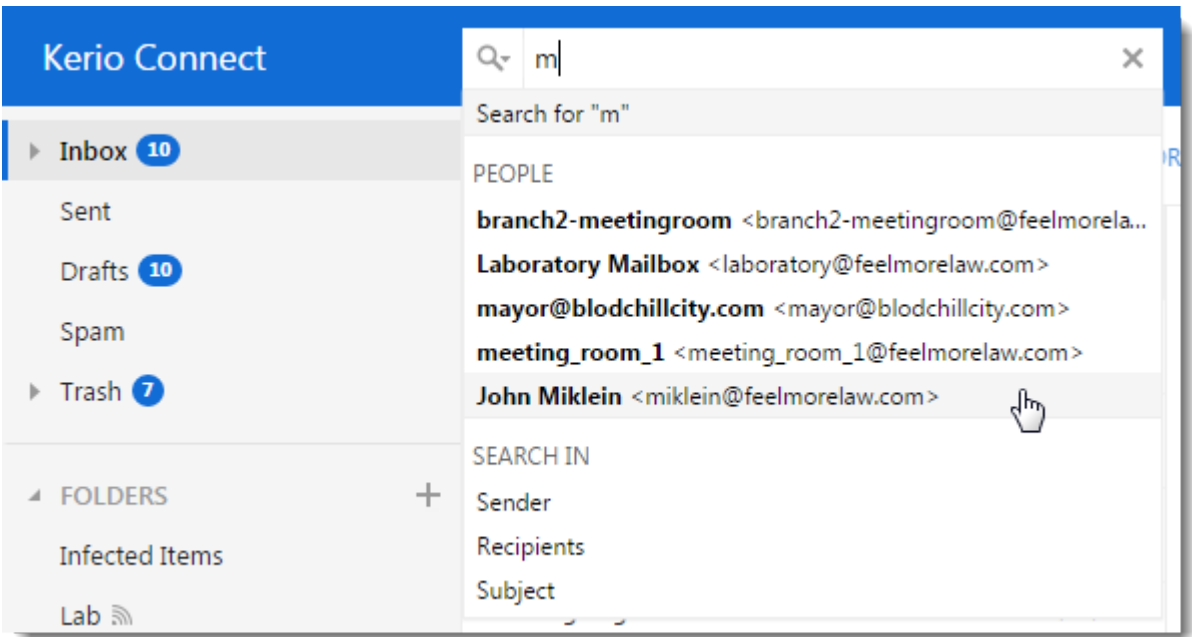 Kerio Connect
m
Search for "m"
Inbox 10
Sent
Drafts 10
Spam
Trash 7
FOLDERS
Infected Items
Lab
PEOPLE
branch2-meetingroom <branch2-meetingroom@feelmorela...
Laboratory Mailbox <laboratory@feelmorelaw.com>
mayor@blodchillcity.com <mayor@blodchillcity.com>
meeting_room_1 <meeting_room_1@feelmorelaw.com>
John Miklein <miklein@feelmorelaw.com>
SEARCH IN
Sender
Recipients
Subject